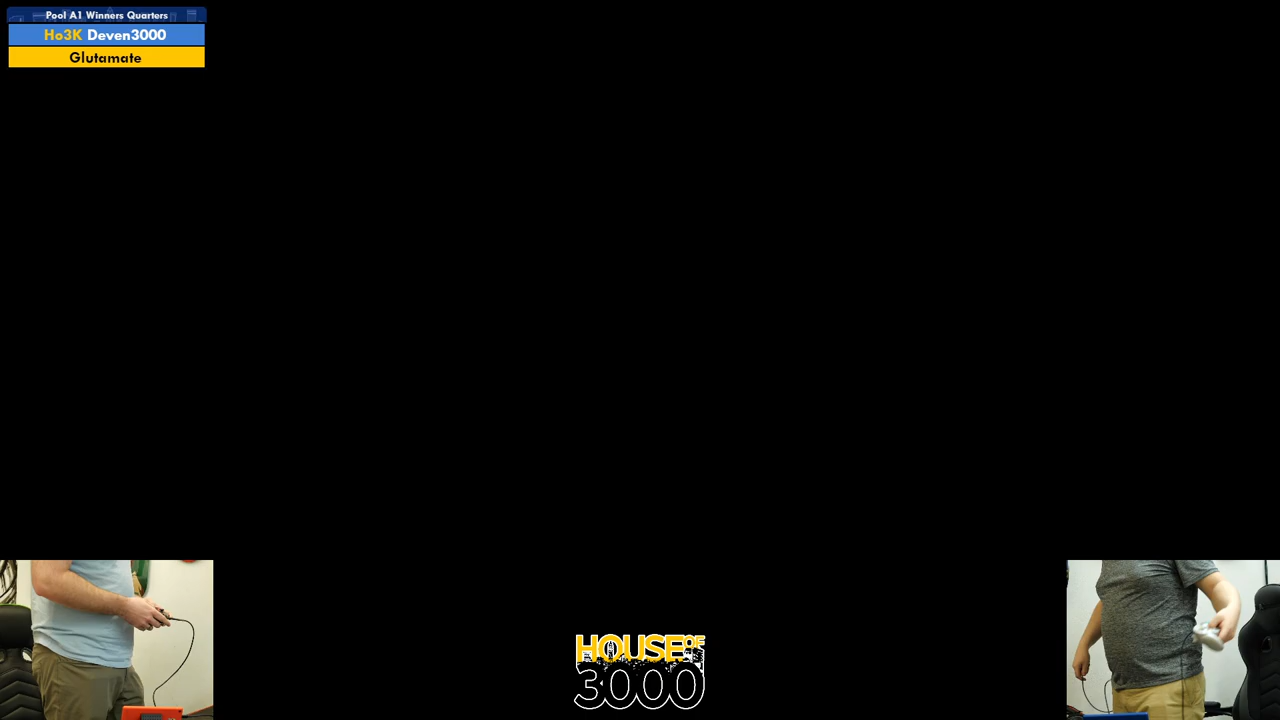 Pool A1 Winners Quarters
Ho3K Deven3000
Glutamate
HOUSE OF
3000